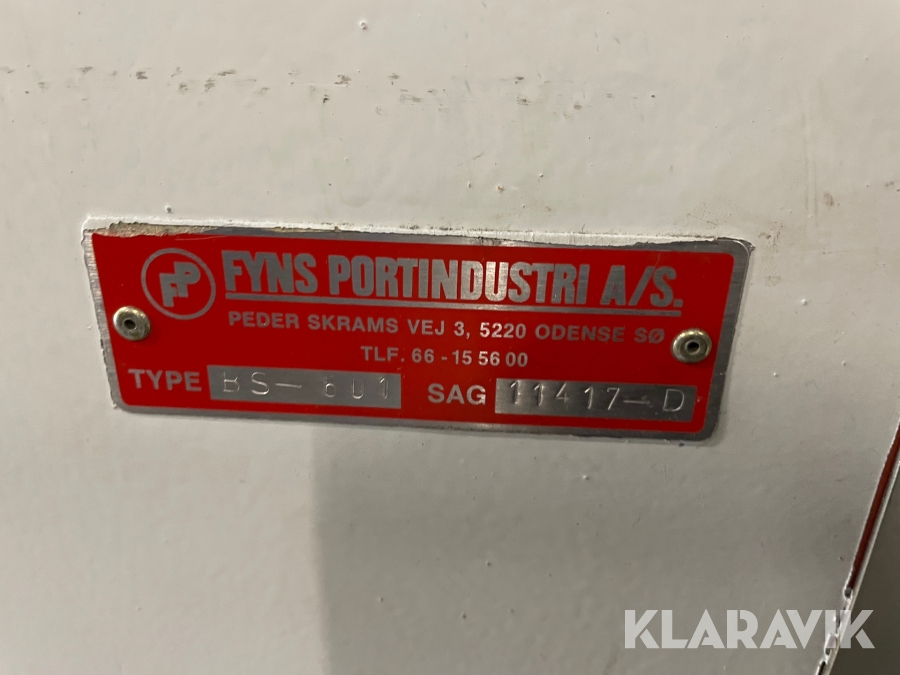 FP FYNS PORTINDUSTRI A/S.
PEDER SKRAMS VEJ 3, 5220 ODENSE SØ
TLF. 66 - 15 56 00
TYPE BS-601 SAG 11417-D
KLARAVIK